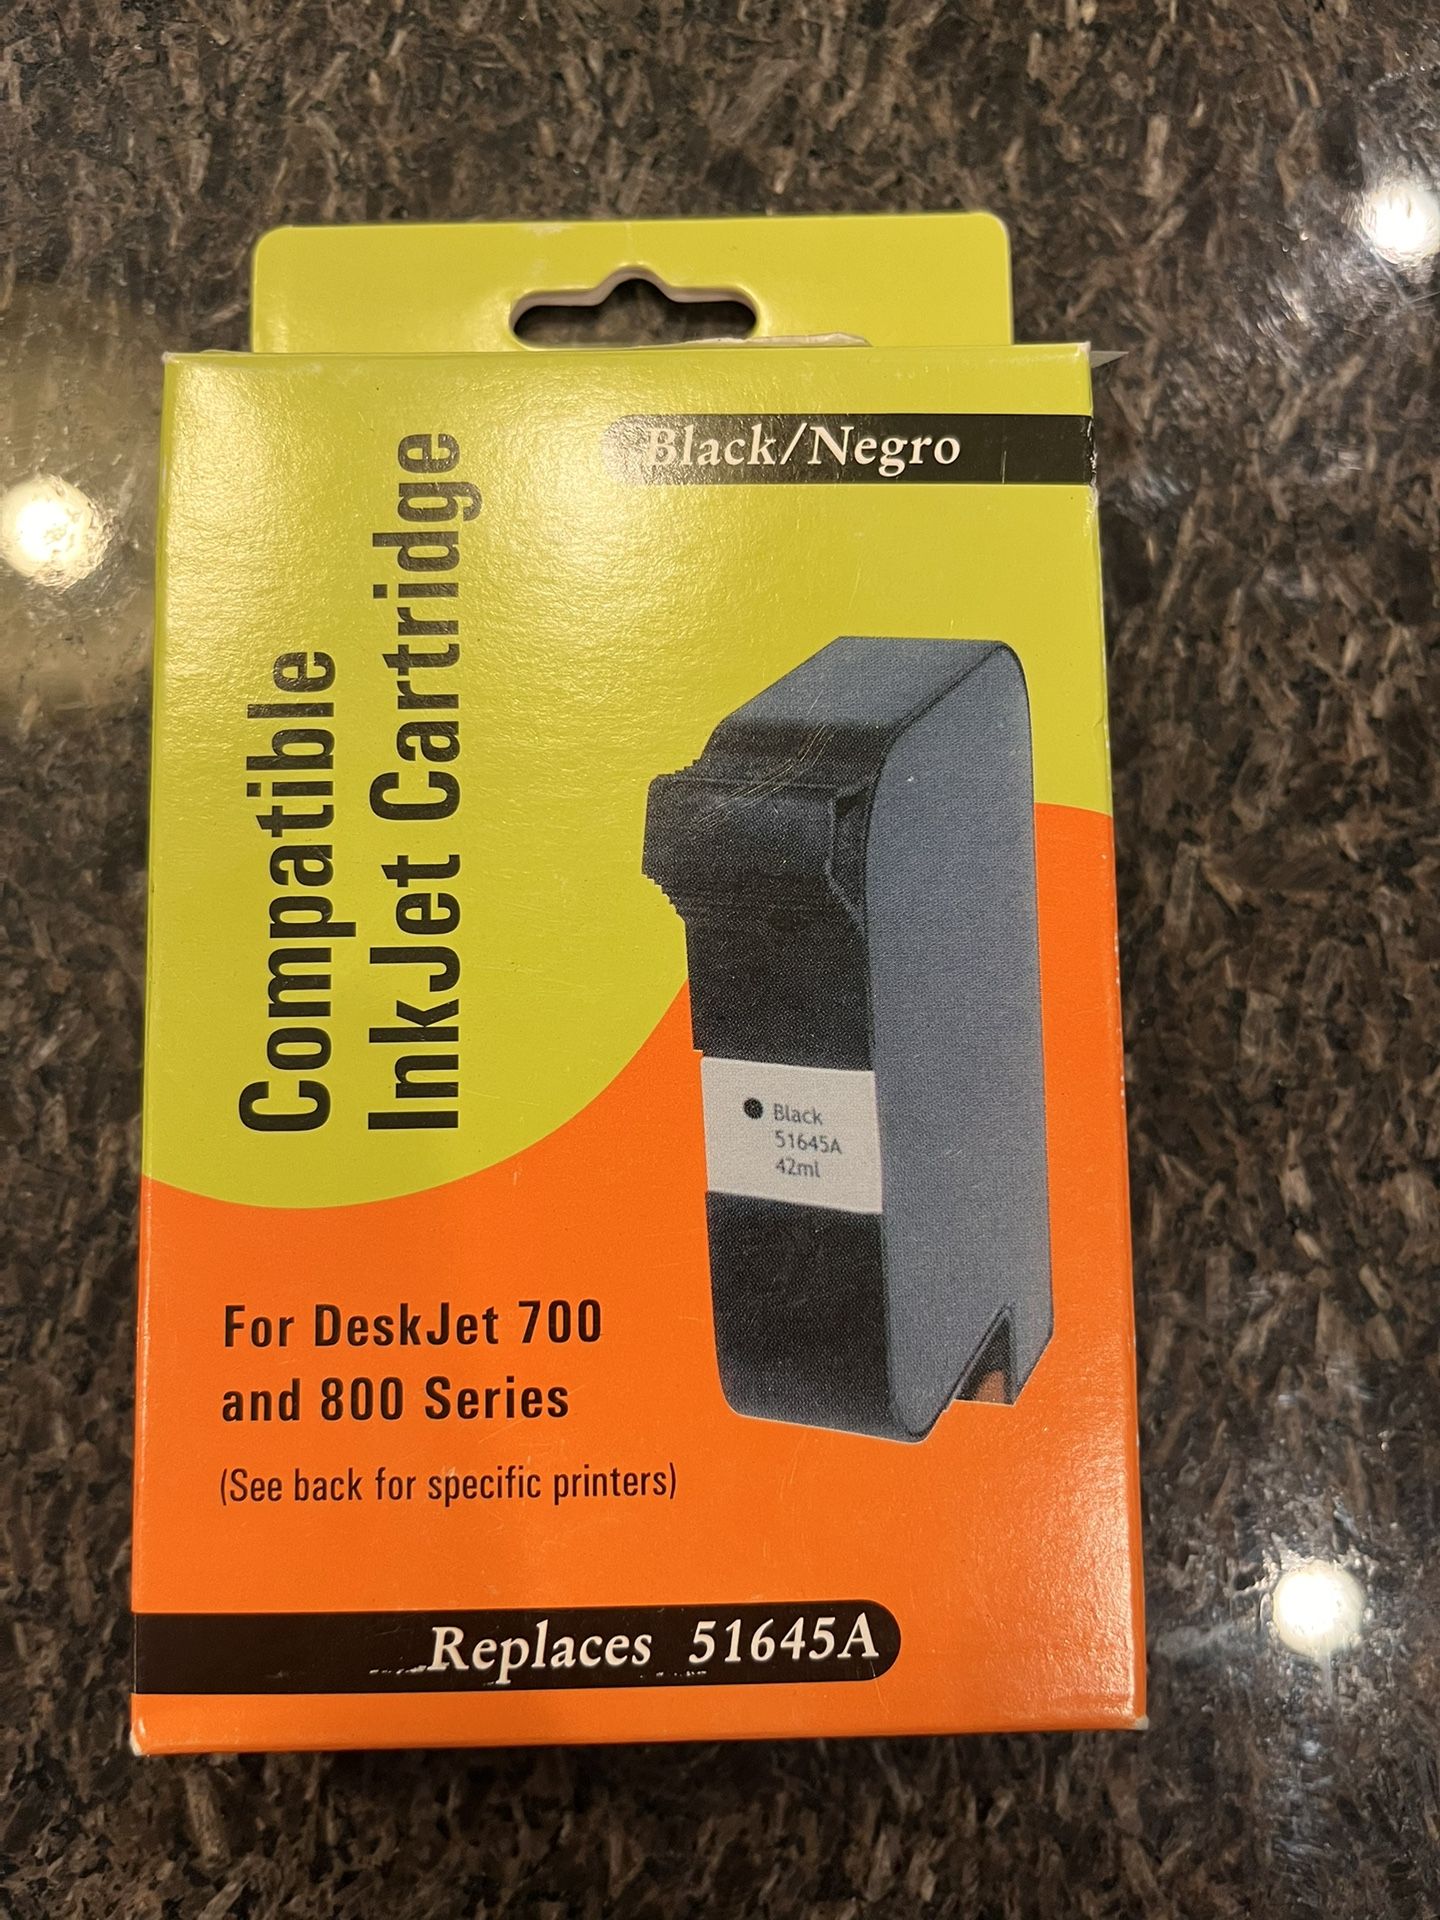 Black/Negro
Compatible
InkJet Cartridge
Black
51645A
42ml
For DeskJet 700
and 800 Series
(See back for specific printers)
Replaces 51645A